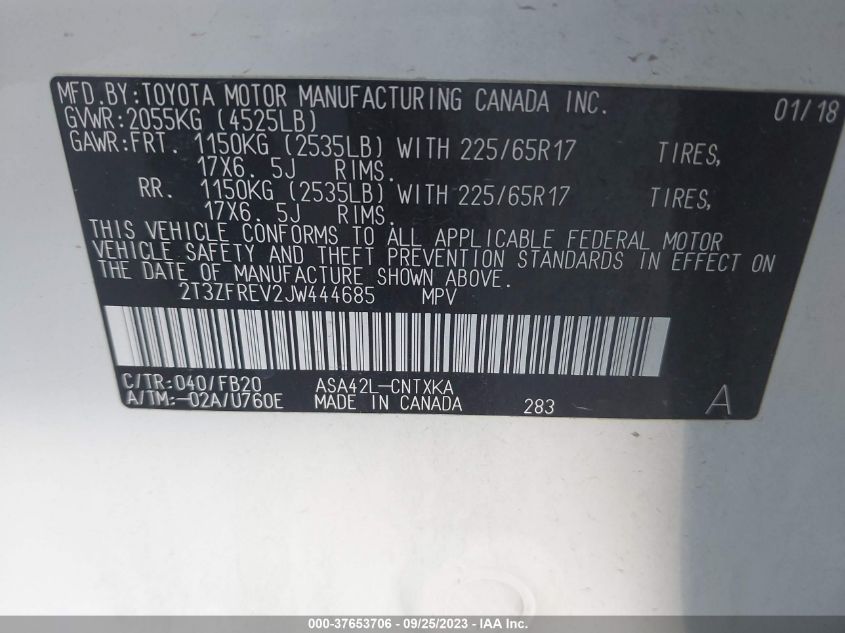 MFD.BY:TOYOTA MOTOR MANUFACTURING CANADA INC. 01/18
GVWR:2055KG (4525LB)
GAWR:FRT. 1150KG (2535LB) WITH 225/65R17 TIRES,
17X6. 5J RIMS.
RR. 1150KG (2535LB) WITH 225/65R17 TIRES,
17X6. 5J RIMS.
THIS VEHICLE CONFORMS TO ALL APPLICABLE FEDERAL MOTOR
VEHICLE SAFETY AND THEFT PREVENTION STANDARDS IN EFFECT ON
THE DATE OF MANUFACTURE SHOWN ABOVE.
2T3ZFREV2JW444685 MPV
C/TR:040/FB20 ASA42L-CNTXKA
A/TM:-02A/U760E MADE IN CANADA 283 A
000-37653706 - 09/25/2023 - IAA Inc.